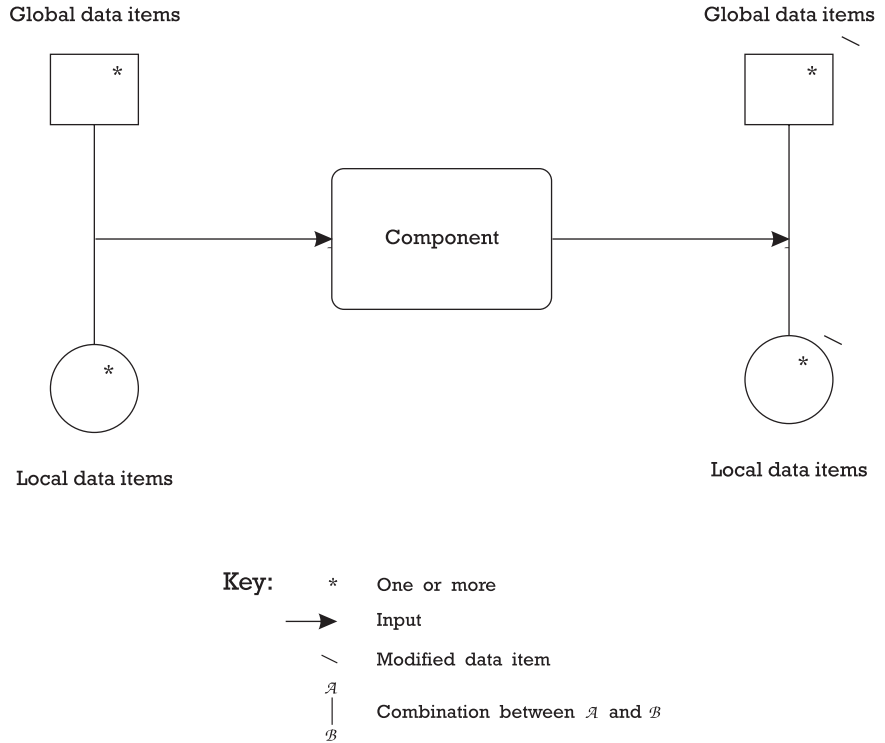 Global data items
Global data items
*
*
Component
*
*
Local data items
Local data items
Key: * One or more
Input
Modified data item
𝒜
Combination between 𝒜 and ℬ
ℬ